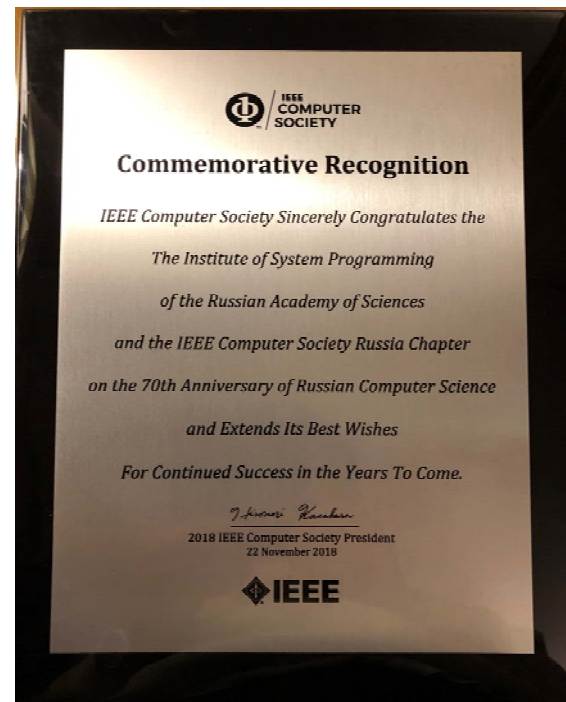 IEEE
COMPUTER
SOCIETY
Commemorative Recognition
IEEE Computer Society Sincerely Congratulates the
The Institute of System Programming
of the Russian Academy of Sciences
and the IEEE Computer Society Russia Chapter
on the 70th Anniversary of Russian Computer Science
and Extends Its Best Wishes
For Continued Success in the Years To Come.
Hironori Kasahara
2018 IEEE Computer Society President
22 November 2018
IEEE